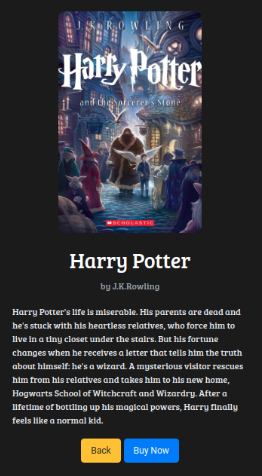 J.K.ROWLING
Harry Potter
and the Sorcerer's Stone
SCHOLASTIC
Harry Potter
by J.K.Rowling
Harry Potter's life is miserable. His parents are dead and
he's stuck with his heartless relatives, who force him to
live in a tiny closet under the stairs. But his fortune
changes when he receives a letter that tells him the truth
about himself: he's a wizard. A mysterious visitor rescues
him from his relatives and takes him to his new home,
Hogwarts School of Witchcraft and Wizardry. After a
lifetime of bottling up his magical powers, Harry finally
feels like a normal kid.
Back Buy Now